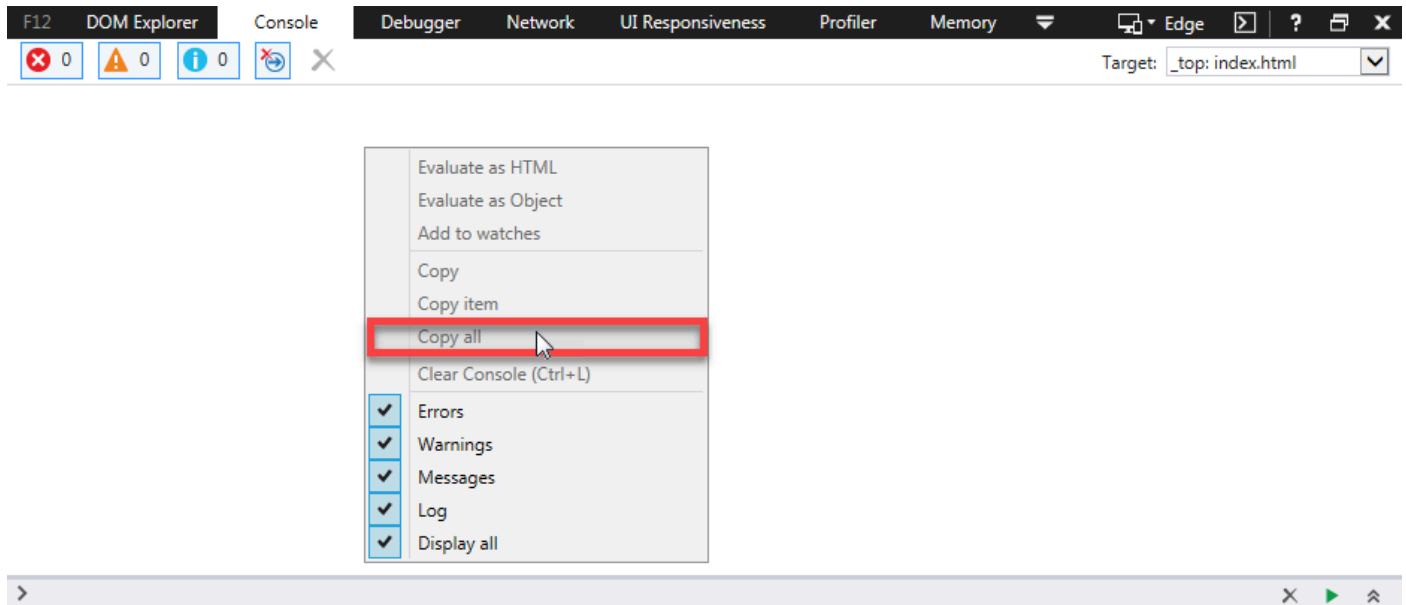 F12 DOM Explorer Console Debugger Network UI Responsiveness Profiler Memory Edge ?
0 0 0 Target: _top: index.html
Evaluate as HTML
Evaluate as Object
Add to watches
Copy
Copy item
Copy all
Clear Console (Ctrl+L)
Errors
Warnings
Messages
Log
Display all